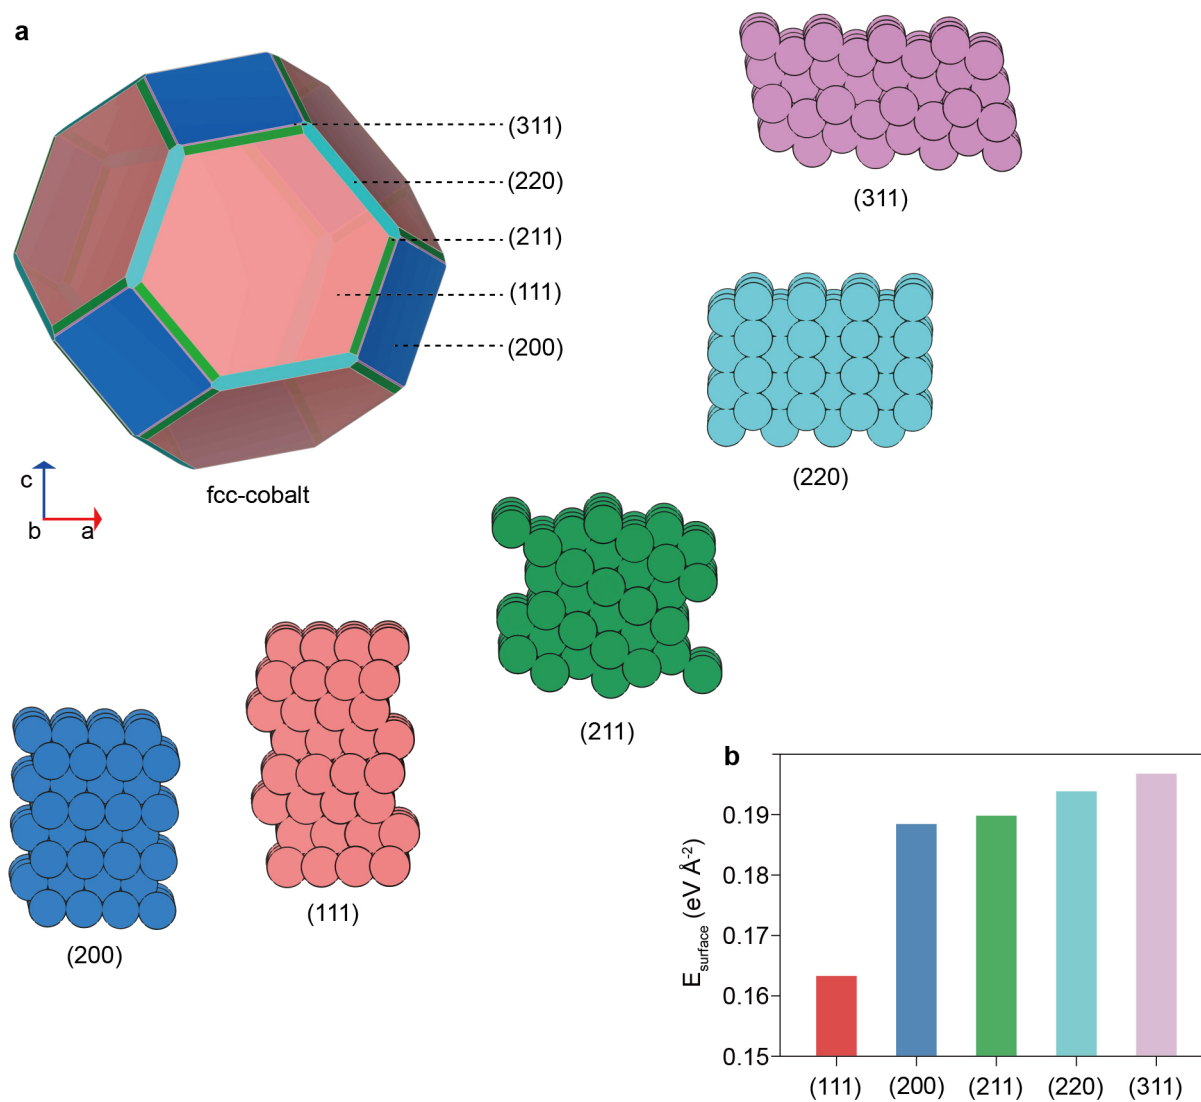 a
(311)
(220)
(211)
(111)
(200)
c
b
a
fcc-cobalt
(311)
(220)
(211)
(111)
(200)
b
E surface (eV Å-2)
0.19
0.18
0.17
0.16
0.15
(111) (200) (211) (220) (311)